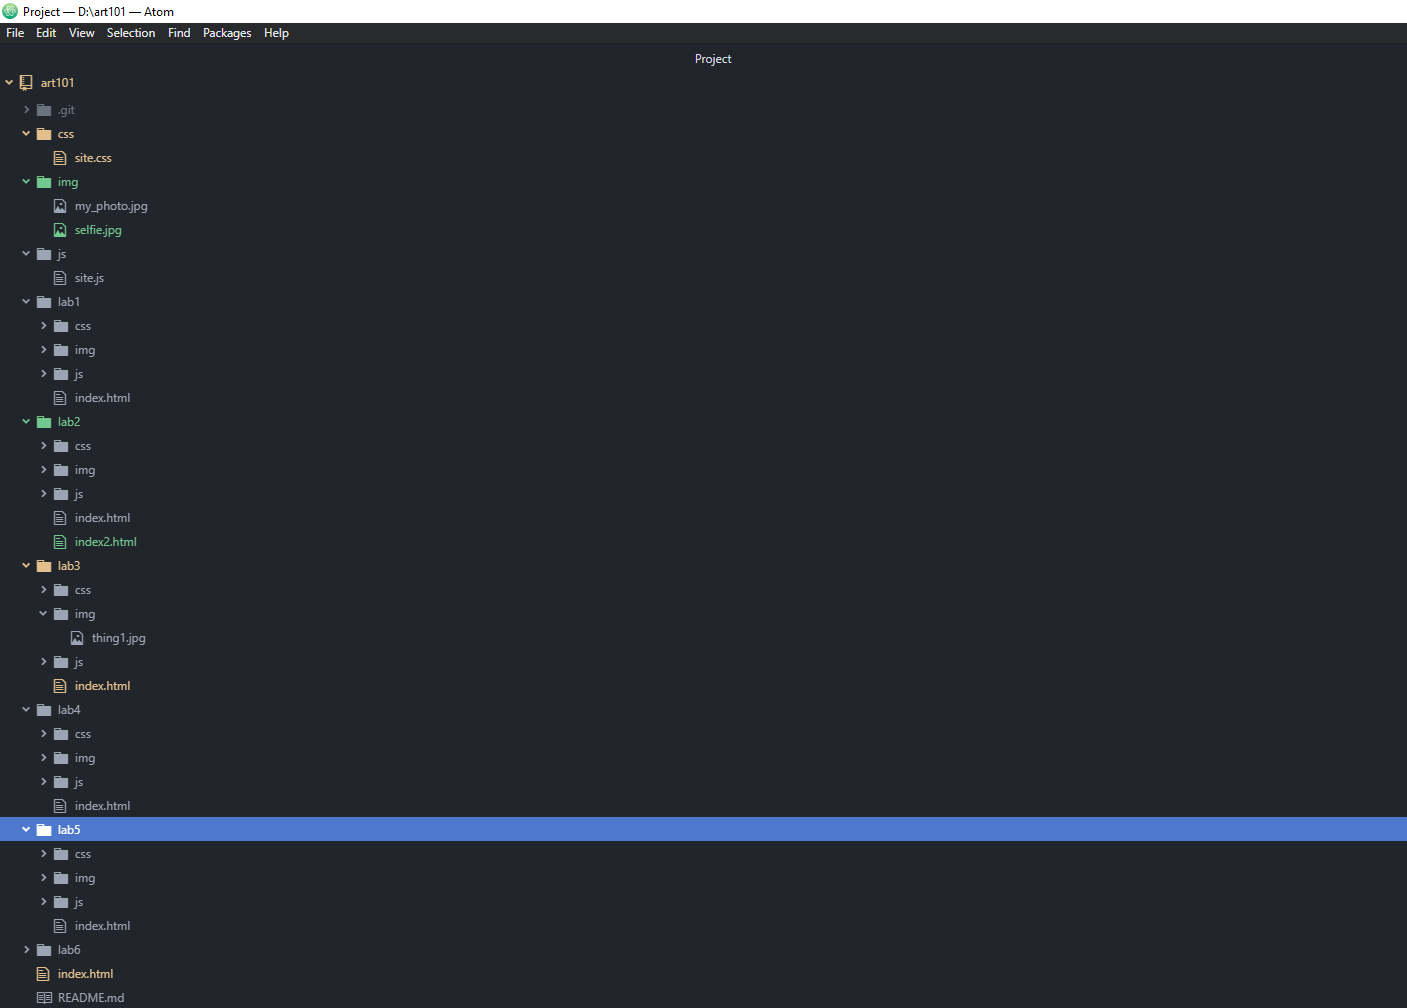 Project — D:\art101 — Atom
File Edit View Selection Find Packages Help
Project
art101
.git
css
site.css
img
my_photo.jpg
selfie.jpg
js
site.js
lab1
css
img
js
index.html
lab2
css
img
js
index.html
index2.html
lab3
css
img
thing1.jpg
js
index.html
lab4
css
img
js
index.html
lab5
css
img
js
index.html
lab6
index.html
README.md